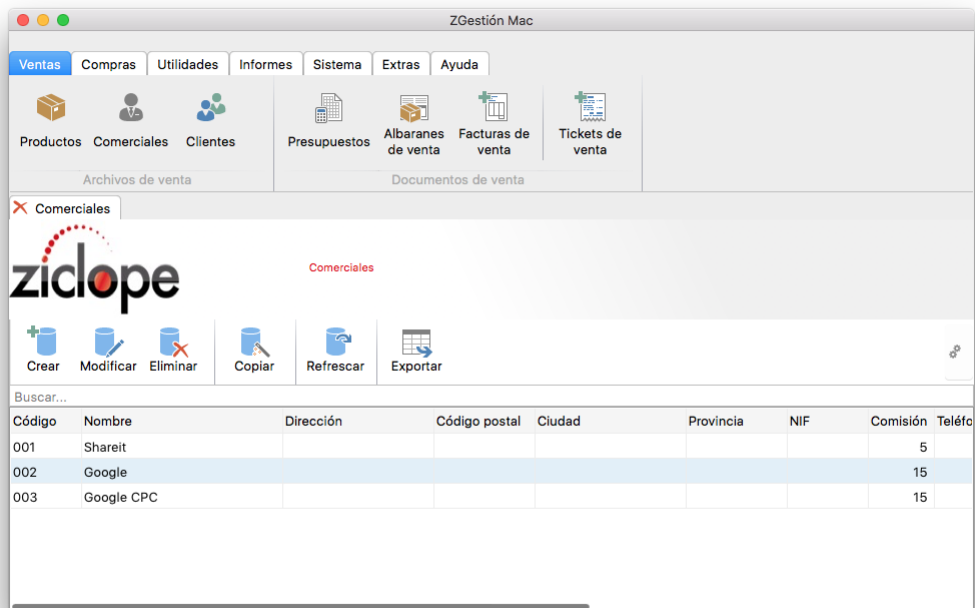 ZGestión Mac
Ventas Compras Utilidades Informes Sistema Extras Ayuda
Productos Comerciales Clientes Presupuestos Albaranes de venta Facturas de venta Tickets de venta
Archivos de venta Documentos de venta
Comerciales
ziclope
Comerciales
Crear Modificar Eliminar Copiar Refrescar Exportar
Buscar...
Código Nombre Dirección Código postal Ciudad Provincia NIF Comisión Teléfo
001 Shareit 5
002 Google 15
003 Google CPC 15